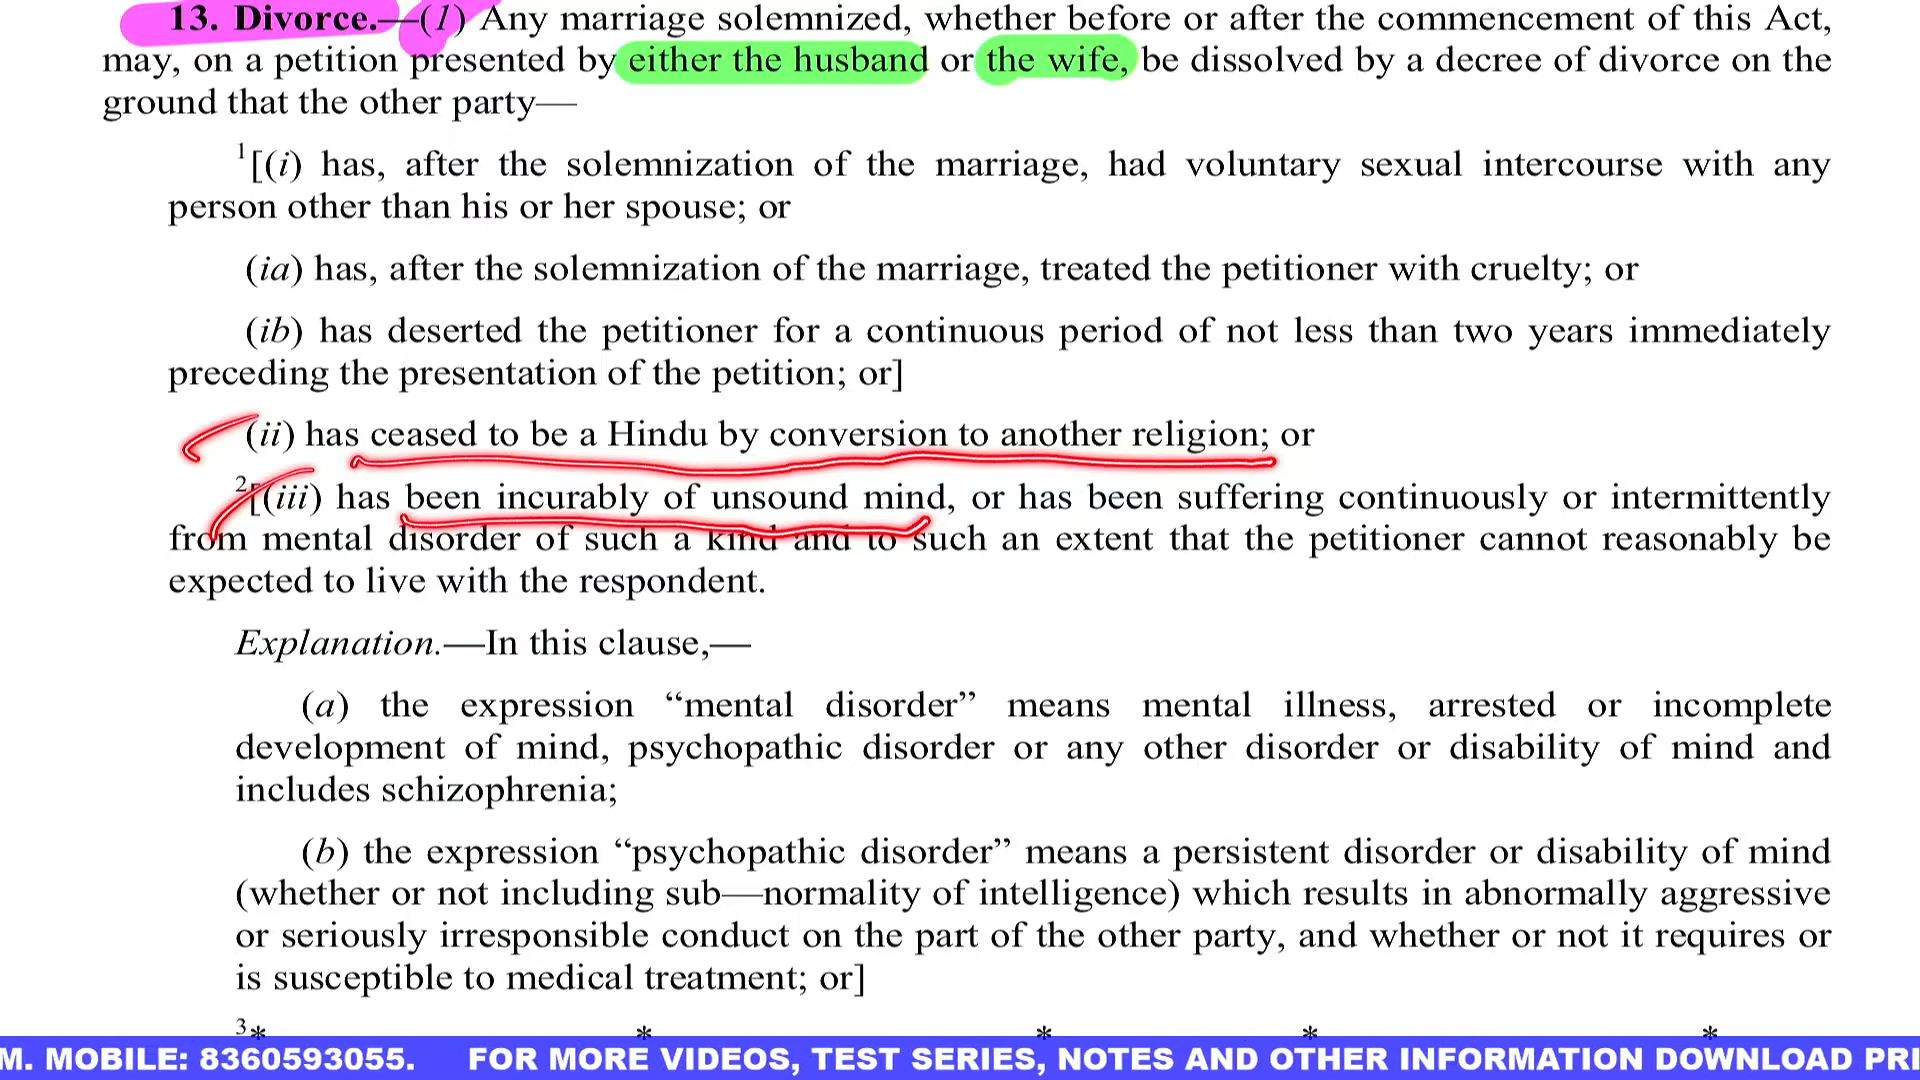 13. Divorce.—(1) Any marriage solemnized, whether before or after the commencement of this Act,
may, on a petition presented by either the husband or the wife, be dissolved by a decree of divorce on the
ground that the other party—
1[(i) has, after the solemnization of the marriage, had voluntary sexual intercourse with any
person other than his or her spouse; or
(ia) has, after the solemnization of the marriage, treated the petitioner with cruelty; or
(ib) has deserted the petitioner for a continuous period of not less than two years immediately
preceding the presentation of the petition; or]
(ii) has ceased to be a Hindu by conversion to another religion; or
2[(iii) has been incurably of unsound mind, or has been suffering continuously or intermittently
from mental disorder of such a kind and to such an extent that the petitioner cannot reasonably be
expected to live with the respondent.
Explanation.—In this clause,—
(a) the expression “mental disorder” means mental illness, arrested or incomplete
development of mind, psychopathic disorder or any other disorder or disability of mind and
includes schizophrenia;
(b) the expression “psychopathic disorder” means a persistent disorder or disability of mind
(whether or not including sub—normality of intelligence) which results in abnormally aggressive
or seriously irresponsible conduct on the part of the other party, and whether or not it requires or
is susceptible to medical treatment; or]
3* * * * *
M. MOBILE: 8360593055. FOR MORE VIDEOS, TEST SERIES, NOTES AND OTHER INFORMATION DOWNLOAD PRI